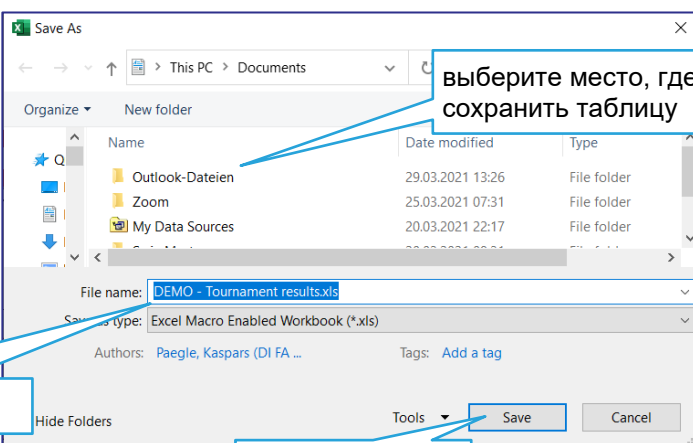 Save As
This PC > Documents
выберите место, где
сохранить таблицу
Organize
New folder
Name
Date modified
Type
Outlook-Dateien
29.03.2021 13:26
File folder
Zoom
25.03.2021 07:31
File folder
My Data Sources
20.03.2021 22:17
File folder
File name: DEMO - Tournament results.xls
type: Excel Macro Enabled Workbook (*.xls)
Authors: Paegle, Kaspars (DI FA ...
Tags: Add a tag
Hide Folders
Tools
Save
Cancel